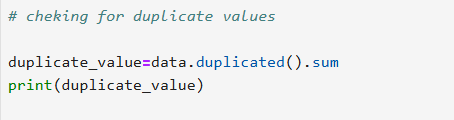 # cheking for duplicate values
duplicate_value=data.duplicated().sum
print(duplicate_value)